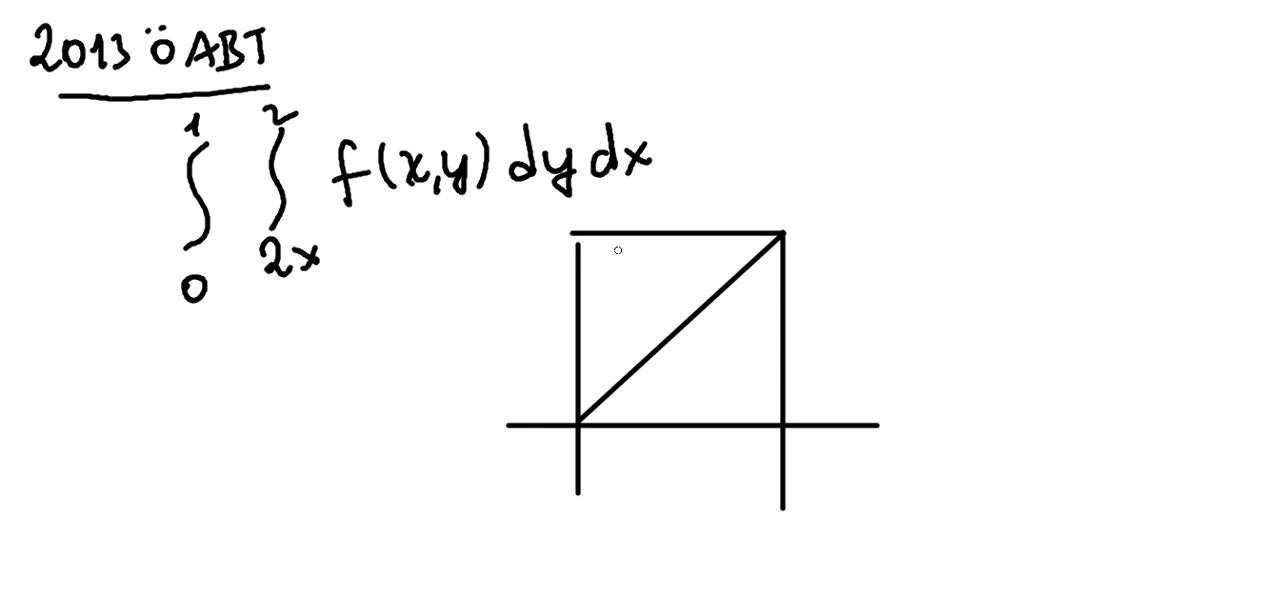 2013 ÖABT
∫₀¹ ∫₂ₓ² f(x,y) dy dx